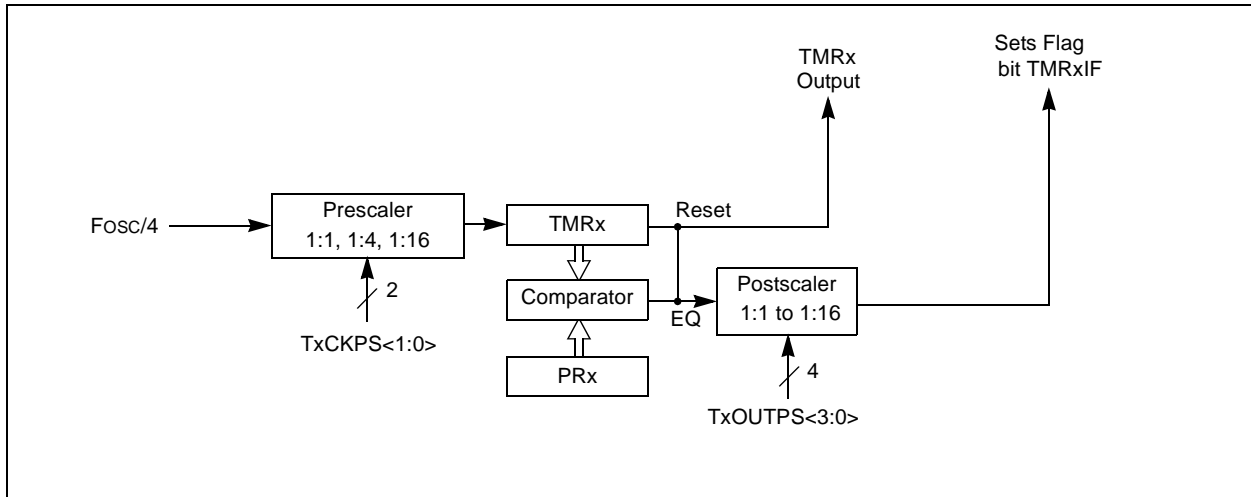 TMRx
Output
Sets Flag
bit TMRxIF
Fosc/4
Prescaler
1:1, 1:4, 1:16
2
TxCKPS<1:0>
TMRx
Reset
Comparator
EQ
PRx
Postscaler
1:1 to 1:16
4
TxOUTPS<3:0>